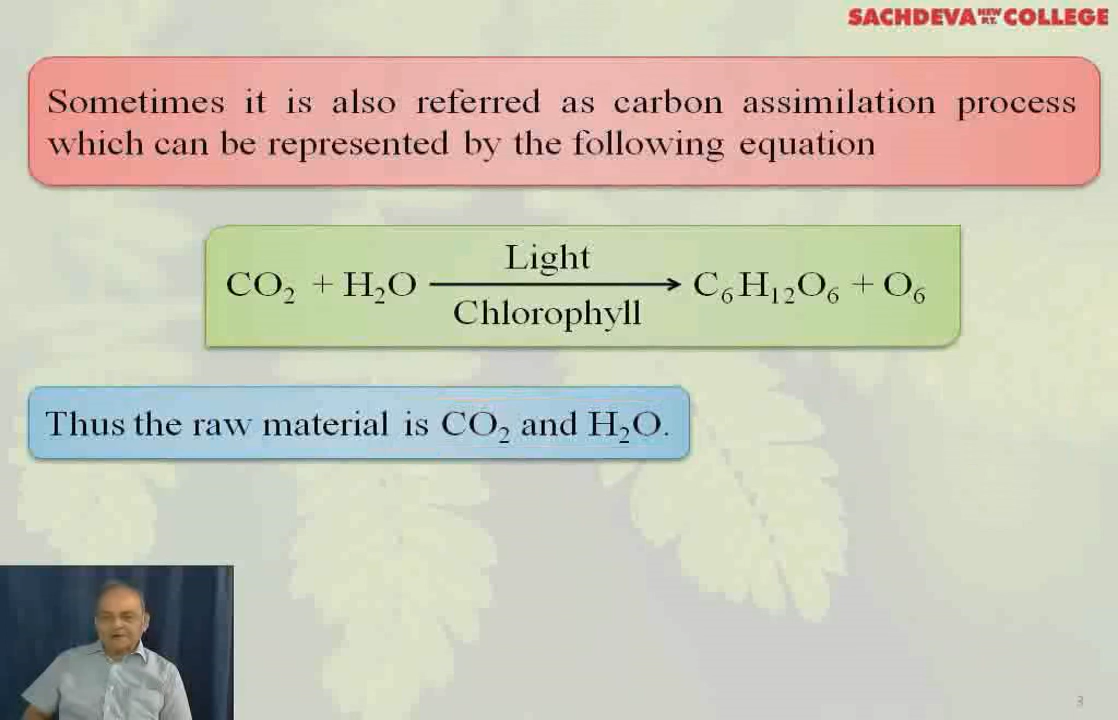 SACHDEVA NEW P.T. COLLEGE
Sometimes it is also referred as carbon assimilation process
which can be represented by the following equation
Light
CO₂ + H₂O ⟶ C₆H₁₂O₆ + O₆
Chlorophyll
Thus the raw material is CO₂ and H₂O.
3